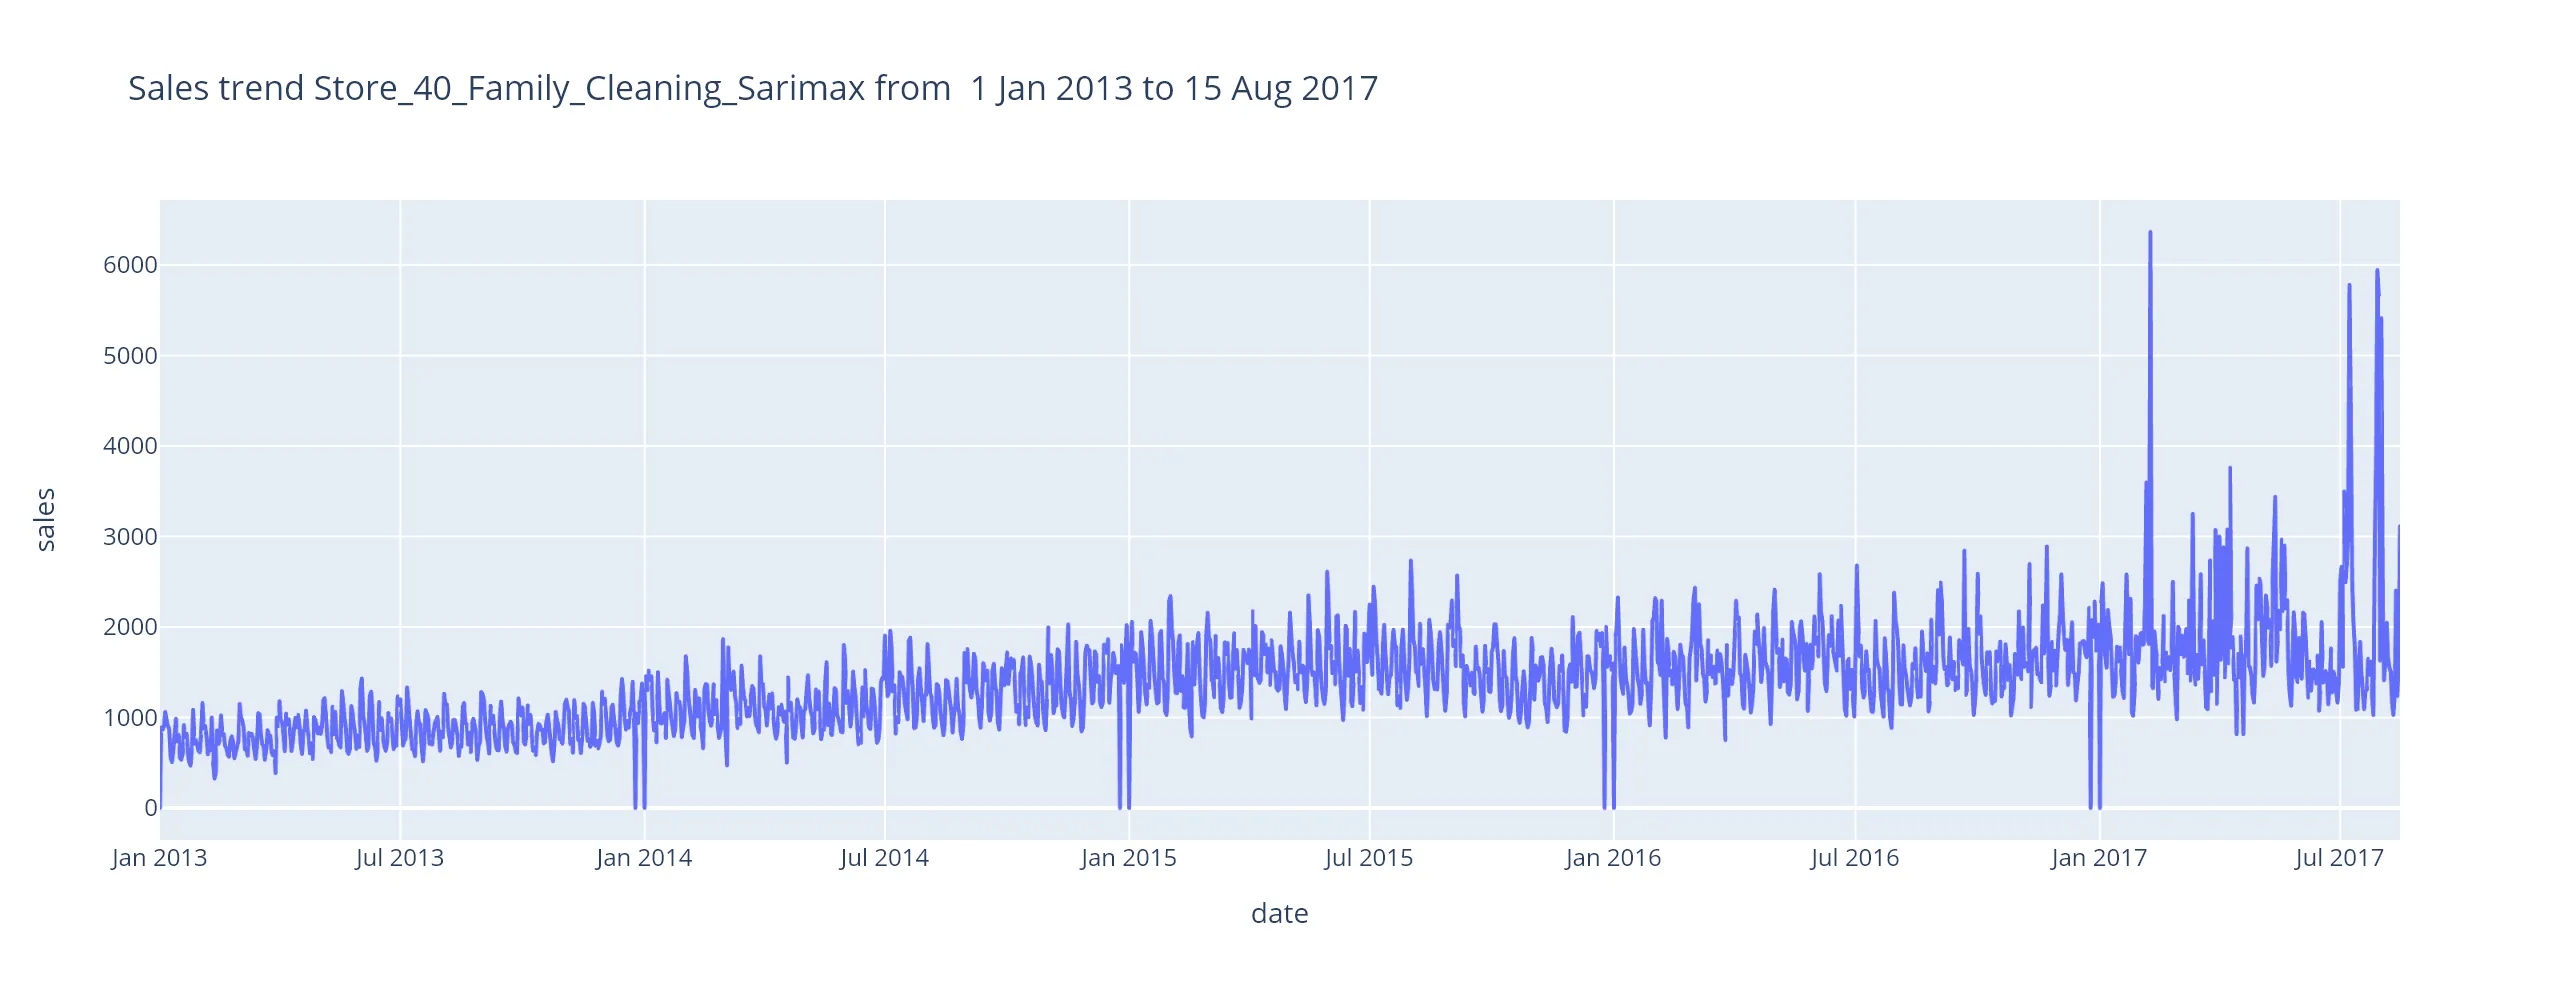 Sales trend Store_40_Family_Cleaning_Sarimax from  1 Jan 2013 to 15 Aug 2017
6000
5000
4000
3000
2000
1000
0
sales
Jan 2013 Jul 2013 Jan 2014 Jul 2014 Jan 2015 Jul 2015 Jan 2016 Jul 2016 Jan 2017 Jul 2017
date